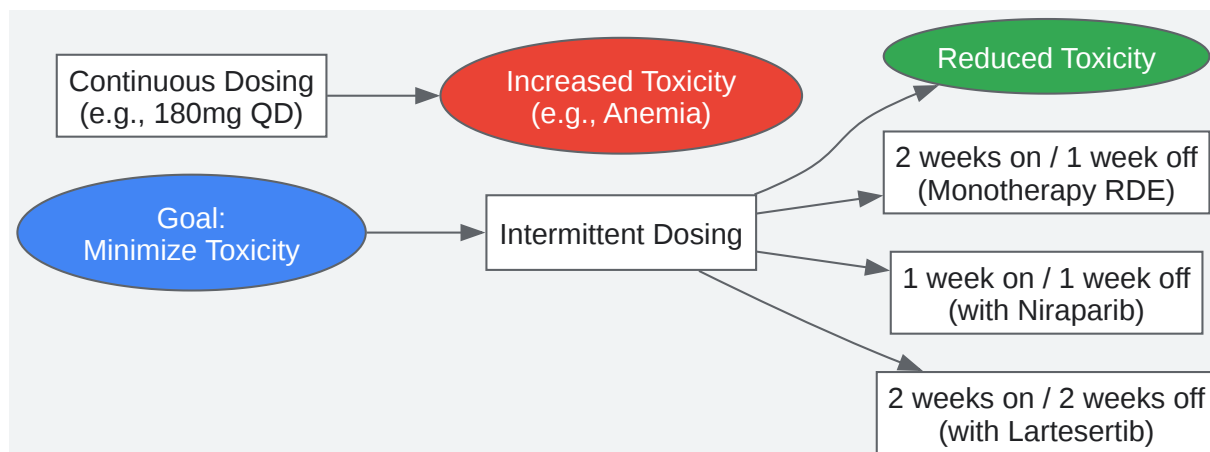 Continuous Dosing
(e.g., 180mg QD)
Increased Toxicity
(e.g., Anemia)
Reduced Toxicity
2 weeks on / 1 week off
(Monotherapy RDE)
Goal:
Minimize Toxicity
Intermittent Dosing
1 week on / 1 week off
(with Niraparib)
2 weeks on / 2 weeks off
(with Lartesertib)